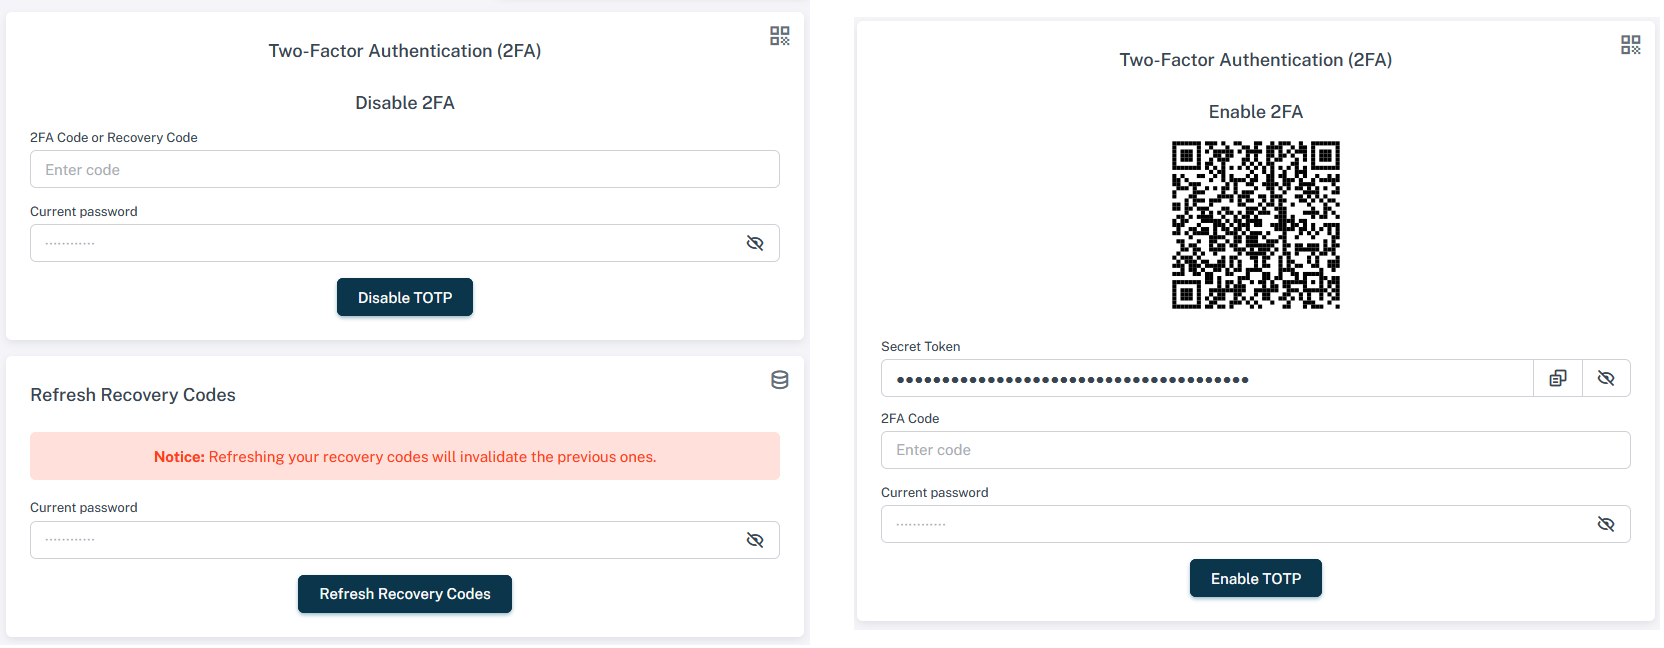 Two-Factor Authentication (2FA)
Disable 2FA
2FA Code or Recovery Code
Enter code
Current password
············
Disable TOTP
Refresh Recovery Codes
Notice: Refreshing your recovery codes will invalidate the previous ones.
Current password
············
Refresh Recovery Codes
Two-Factor Authentication (2FA)
Enable 2FA
Secret Token
2FA Code
Enter code
Current password
············
Enable TOTP